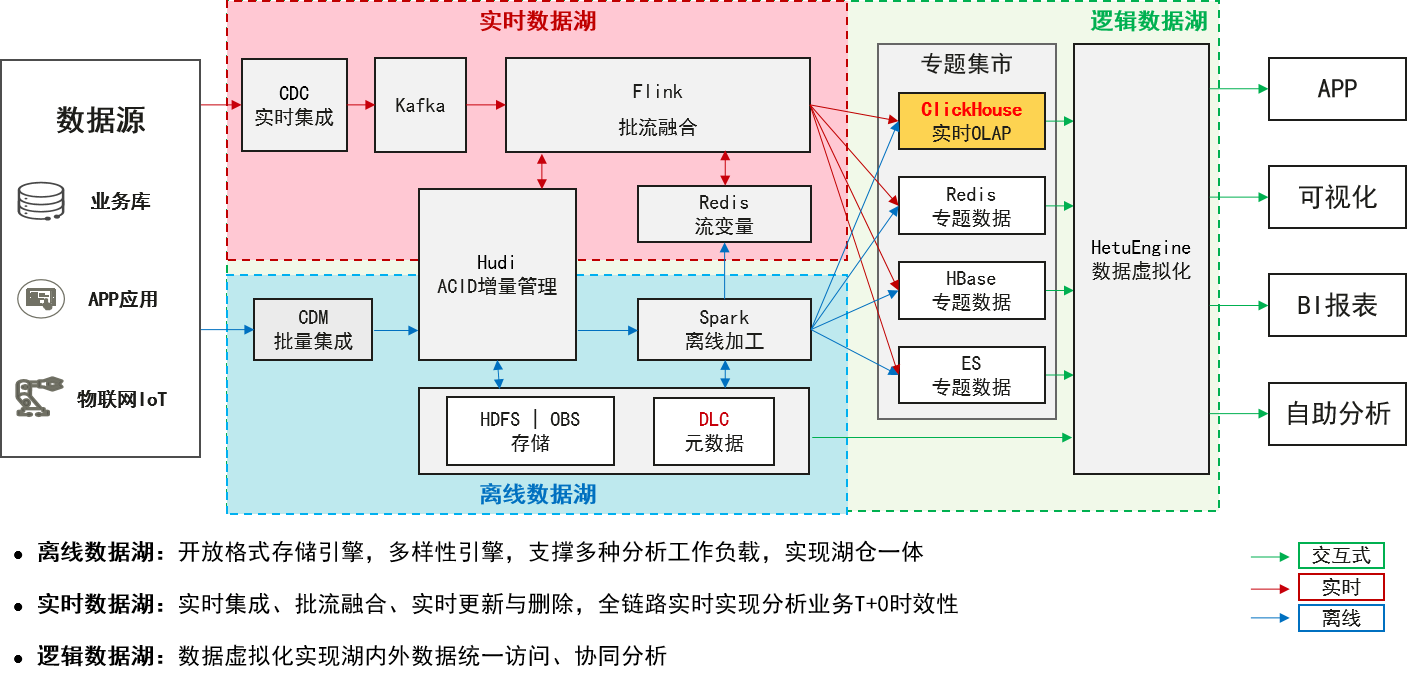 实时数据湖
逻辑数据湖
数据源
业务库
APP应用
物联网IoT
CDC
实时集成
Kafka
Flink
批流融合
Redis
流变量
Hudi
ACID增量管理
CDM
批量集成
Spark
离线加工
HDFS | OBS
存储
DLC
元数据
离线数据湖
专题集市
ClickHouse
实时OLAP
Redis
专题数据
HBase
专题数据
ES
专题数据
HetuEngine
数据虚拟化
APP
可视化
BI报表
自助分析
● 离线数据湖：开放格式存储引擎，多样性引擎，支撑多种分析工作负载，实现湖仓一体
● 实时数据湖：实时集成、批流融合、实时更新与删除，全链路实时实现分析业务T+0时效性
● 逻辑数据湖：数据虚拟化实现湖内外数据统一访问、协同分析
交互式
实时
离线